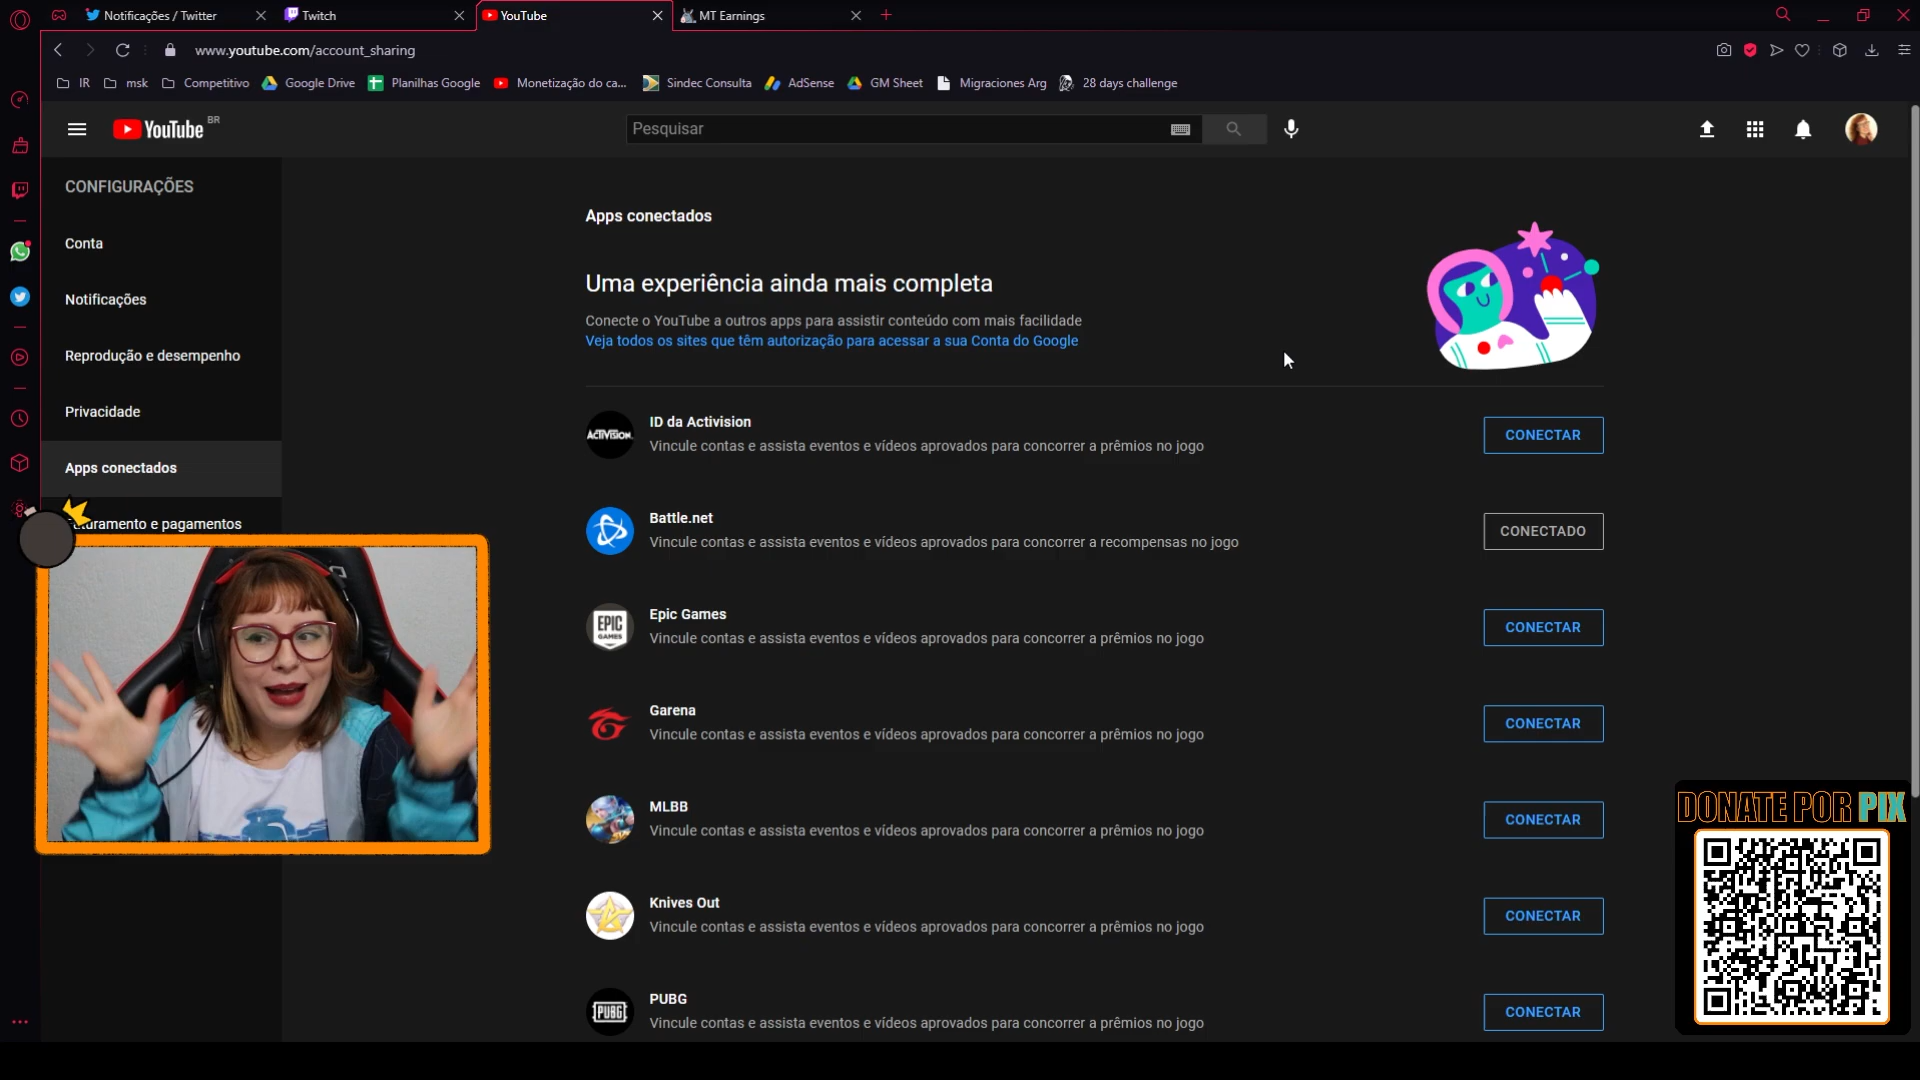 Notificações / Twitter
Twitch
YouTube
MT Earnings
www.youtube.com/account_sharing
IR
msk
Competitivo
Google Drive
Planilhas Google
Monetização do ca...
Sindec Consulta
AdSense
GM Sheet
Migraciones Arg
28 days challenge
YouTube BR
Pesquisar
CONFIGURAÇÕES
Conta
Notificações
Reprodução e desempenho
Privacidade
Apps conectados
e pagamentos
Apps conectados
Uma experiência ainda mais completa
Conecte o YouTube a outros apps para assistir conteúdo com mais facilidade
Veja todos os sites que têm autorização para acessar a sua Conta do Google
ACTIVISION
ID da Activision
Vincule contas e assista eventos e vídeos aprovados para concorrer a prêmios no jogo
CONECTAR
Battle.net
Vincule contas e assista eventos e vídeos aprovados para concorrer a recompensas no jogo
CONECTADO
EPIC
GAMES
Epic Games
Vincule contas e assista eventos e vídeos aprovados para concorrer a prêmios no jogo
CONECTAR
Garena
Vincule contas e assista eventos e vídeos aprovados para concorrer a prêmios no jogo
CONECTAR
MLBB
Vincule contas e assista eventos e vídeos aprovados para concorrer a prêmios no jogo
CONECTAR
Knives Out
Vincule contas e assista eventos e vídeos aprovados para concorrer a prêmios no jogo
CONECTAR
PUBG
PUBG
Vincule contas e assista eventos e vídeos aprovados para concorrer a prêmios no jogo
CONECTAR
DONATE POR PIX